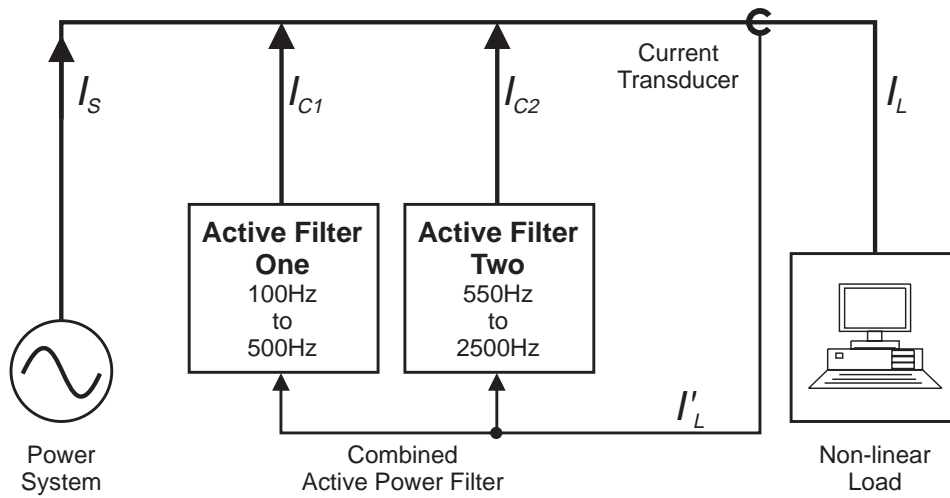 Current
Transducer
I_S
I_C1
I_C2
I_L
Active Filter
One
100Hz
to
500Hz
Active Filter
Two
550Hz
to
2500Hz
I'_L
Power
System
Combined
Active Power Filter
Non-linear
Load